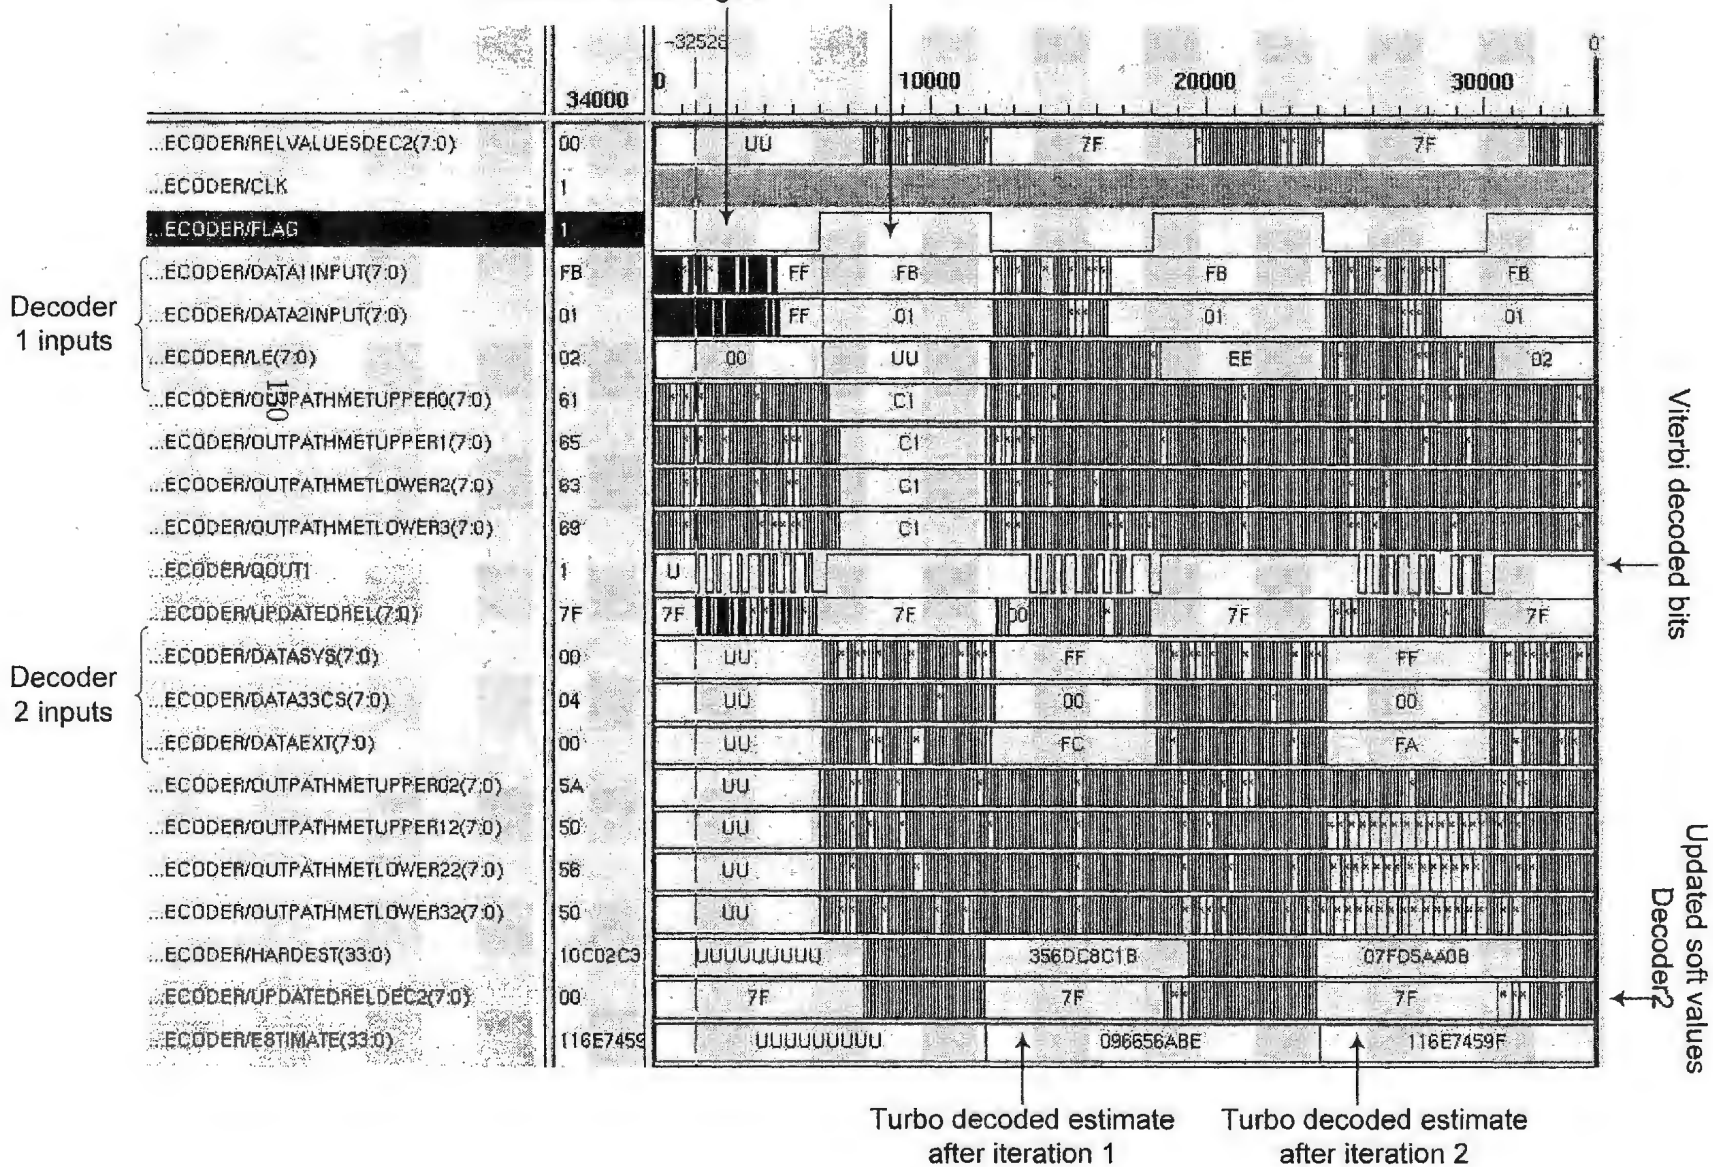 -32528 0
0 10000 20000 30000
34000
...ECODER/RELVALUESDEC2(7:0) 00 UU 7F 7F
...ECODER/CLK 1
...ECODER/FLAG 1
...ECODER/DATA1INPUT(7:0) FB FF FB FB FB
Decoder
1 inputs
...ECODER/DATA2INPUT(7:0) 01 FF 01 01 01
...ECODER/LE(7:0) 02 00 UU EE 02
150
...ECODER/OUTPATHMETUPPER0(7:0) 61 C1
...ECODER/OUTPATHMETUPPER1(7:0) 65 C1
...ECODER/OUTPATHMETLOWER2(7:0) 63 C1
...ECODER/OUTPATHMETLOWER3(7:0) 69 C1
...ECODER/QOUT1 1 U
Viterbi decoded bits
...ECODER/UPDATEDREL(7:0) 7F 7F 7F 00 7F 7F
Decoder
2 inputs
...ECODER/DATASYS(7:0) 00 UU FF FF
...ECODER/DATA33CS(7:0) 04 UU 00 00
...ECODER/DATAEXT(7:0) 00 UU FC FA
...ECODER/OUTPATHMETUPPER02(7:0) 5A UU
...ECODER/OUTPATHMETUPPER12(7:0) 50 UU
...ECODER/OUTPATHMETLOWER22(7:0) UU
...ECODER/OUTPATHMETLOWER32(7:0) 50 UU
...ECODER/HARDEST(33:0) 10C02C3 UUUUUUUUU 356DC8C1B 07FD5AA0B
...ECODER/UPDATEDRELDEC2(7:0) 00 7F 7F 7F
Updated soft values
Decoder2
...ECODER/ESTIMATE(33:0) 116E7459 UUUUUUUUU 096656ABE 116E7459F
Turbo decoded estimate
after iteration 1
Turbo decoded estimate
after iteration 2